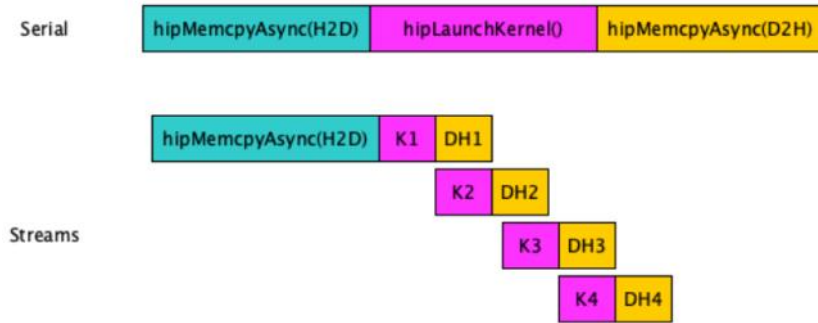 Serial hipMemcpyAsync(H2D) hipLaunchKernel() hipMemcpyAsync(D2H)
hipMemcpyAsync(H2D) K1 DH1
K2 DH2
Streams
K3 DH3
K4 DH4